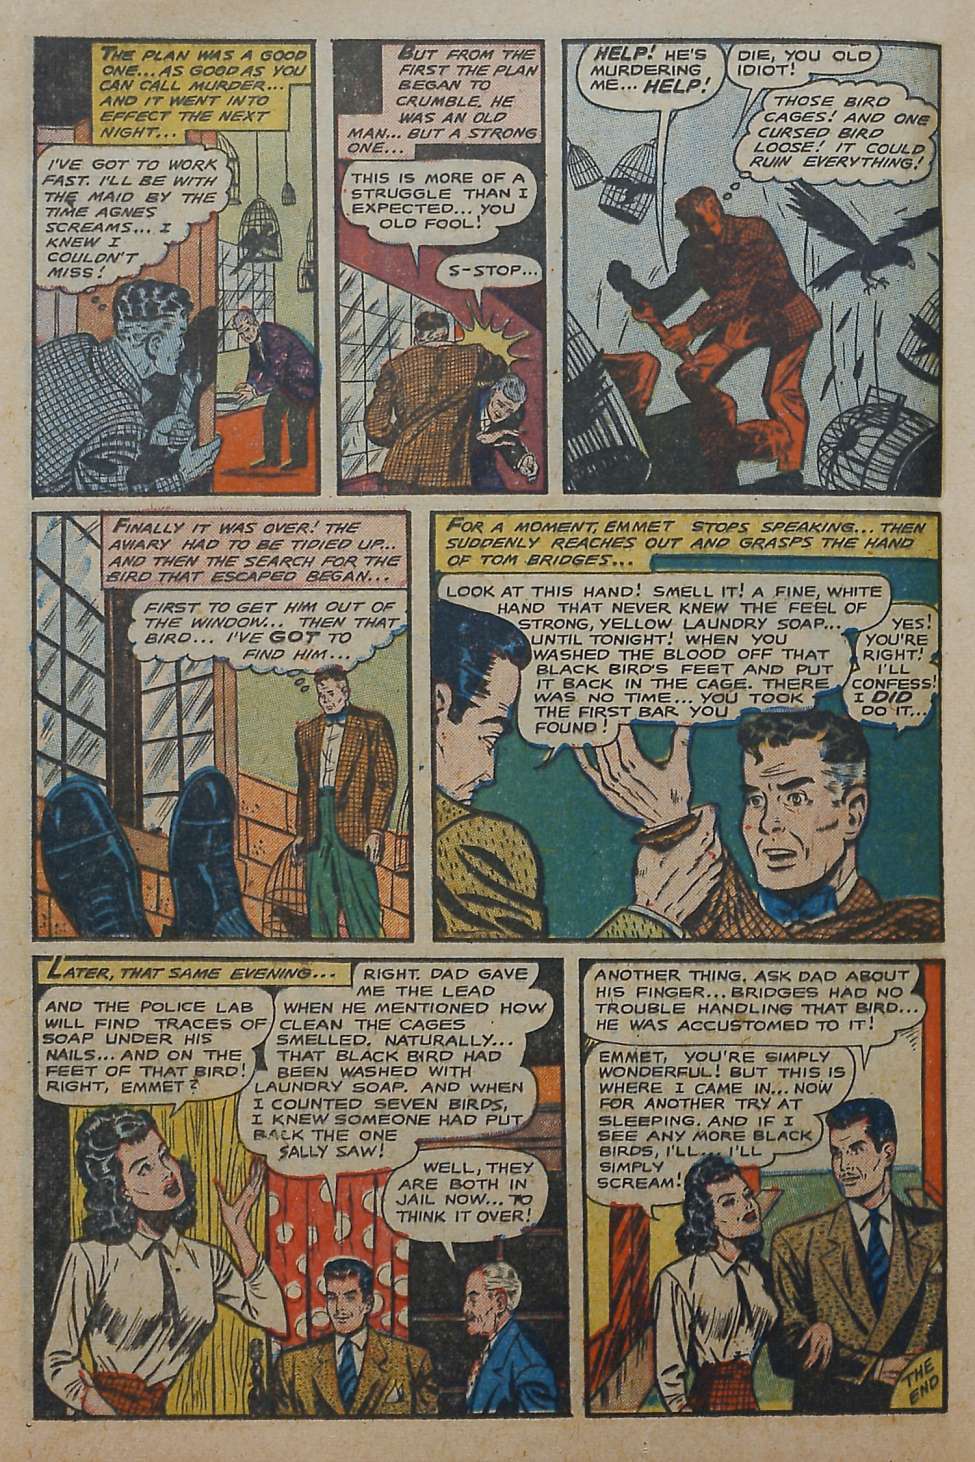 THE PLAN WAS A GOOD
ONE... AS GOOD AS YOU
CAN CALL MURDER...
AND IT WENT INTO
EFFECT THE NEXT
NIGHT...
I'VE GOT TO WORK
FAST. I'LL BE WITH
THE MAID BY THE
TIME AGNES
SCREAMS... I
KNEW I
COULDN'T
MISS!
BUT FROM THE
FIRST THE PLAN
BEGAN TO
CRUMBLE. HE
WAS AN OLD
MAN... BUT A STRONG
ONE...
THIS IS MORE OF A
STRUGGLE THAN I
EXPECTED... YOU
OLD FOOL!
S-STOP...
HELP! HE'S
MURDERING
ME... HELP!
DIE, YOU OLD
IDIOT!
THOSE BIRD
CAGES! AND ONE
CURSED BIRD
LOOSE! IT COULD
RUIN EVERYTHING!
FINALLY IT WAS OVER! THE
AVIARY HAD TO BE TIDIED UP...
AND THEN THE SEARCH FOR THE
BIRD THAT ESCAPED BEGAN...
FIRST TO GET HIM OUT OF
THE WINDOW... THEN THAT
BIRD... I'VE GOT TO
FIND HIM...
FOR A MOMENT, EMMET STOPS SPEAKING... THEN
SUDDENLY REACHES OUT AND GRASPS THE HAND
OF TOM BRIDGES...
LOOK AT THIS HAND! SMELL IT! A FINE, WHITE
HAND THAT NEVER KNEW THE FEEL OF
STRONG, YELLOW LAUNDRY SOAP...
UNTIL TONIGHT! WHEN YOU
WASHED THE BLOOD OFF THAT
BLACK BIRD'S FEET AND PUT
IT BACK IN THE CAGE. THERE
WAS NO TIME... YOU TOOK
THE FIRST BAR YOU
FOUND!
YES!
YOU'RE
RIGHT!
I'LL
CONFESS!
I DID
DO IT...
LATER, THAT SAME EVENING...
AND THE POLICE LAB
WILL FIND TRACES OF
SOAP UNDER HIS
NAILS... AND ON THE
FEET OF THAT BIRD!
RIGHT, EMMET?
RIGHT. DAD GAVE
ME THE LEAD
WHEN HE MENTIONED HOW
CLEAN THE CAGES
SMELLED. NATURALLY...
THAT BLACK BIRD HAD
BEEN WASHED WITH
LAUNDRY SOAP. AND WHEN
I COUNTED SEVEN BIRDS,
I KNEW SOMEONE HAD PUT
BACK THE ONE
SALLY SAW!
WELL, THEY
ARE BOTH IN
JAIL NOW... TO
THINK IT OVER!
ANOTHER THING, ASK DAD ABOUT
HIS FINGER... BRIDGES HAD NO
TROUBLE HANDLING THAT BIRD...
HE WAS ACCUSTOMED TO IT!
EMMET, YOU'RE SIMPLY
WONDERFUL! BUT THIS IS
WHERE I CAME IN... NOW
FOR ANOTHER TRY AT
SLEEPING. AND IF I
SEE ANY MORE BLACK
BIRDS, I'LL... I'LL
SIMPLY
SCREAM!
THE
END